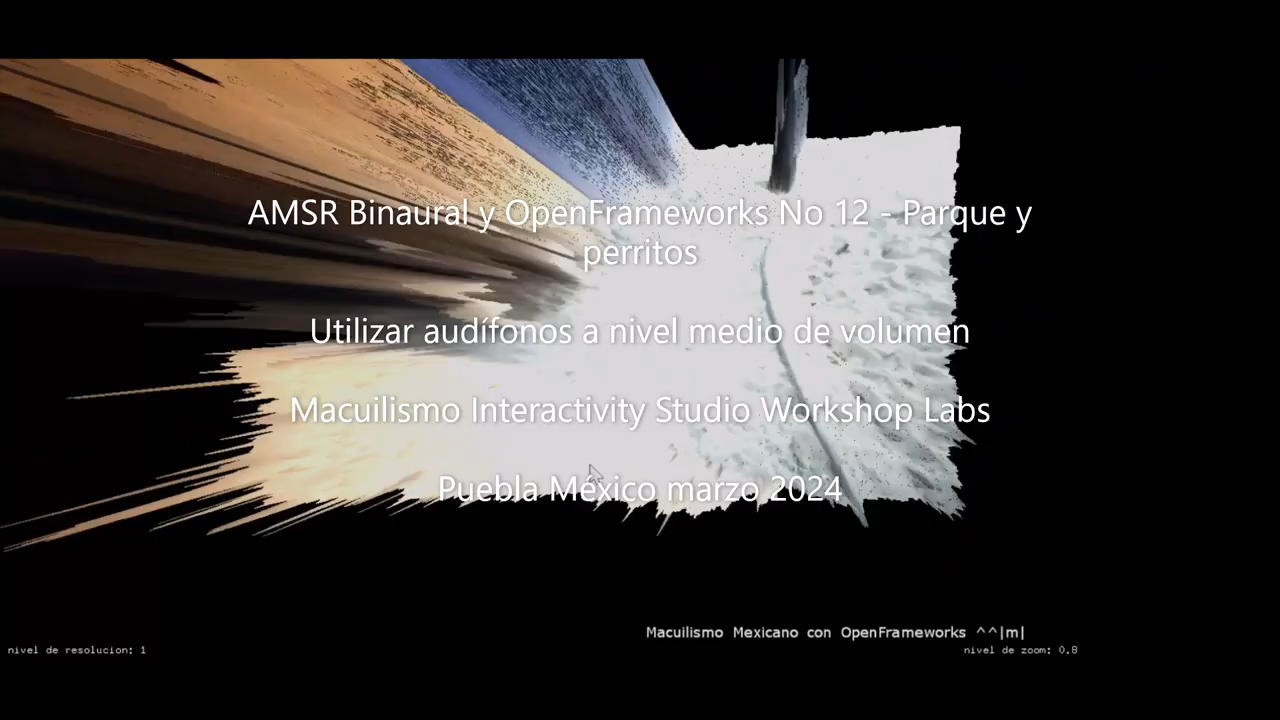 AMSR Binaural y OpenFrameworks No 12 - Parque y
perritos
Utilizar audífonos a nivel medio de volumen
Macuilismo Interactivity Studio Workshop Labs
Puebla México marzo 2024
Macuilismo Mexicano con OpenFrameworks ^^|m|
nivel de resolucion: 1
nivel de zoom: 0.8